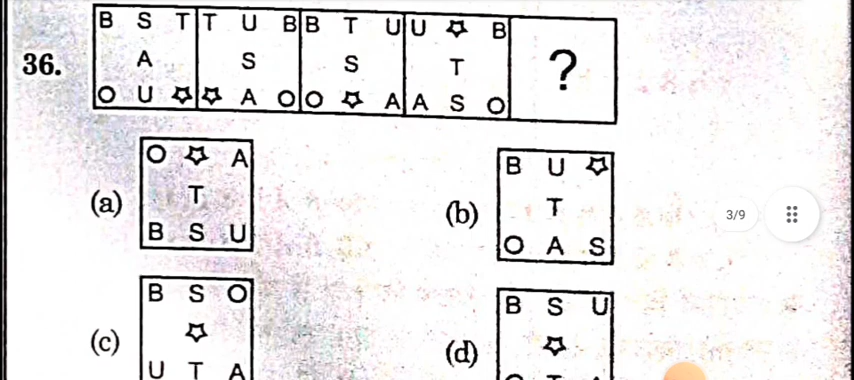 B S T T U B B T U U ☆ B
36. A S S T ?
O U ☆ ☆ A O O ☆ A A S O
O ☆ A
(a) T
B S U
B U ☆
(b) T
O A S
3/9
B S O
(c) ☆
U T A
B S U
(d) ☆